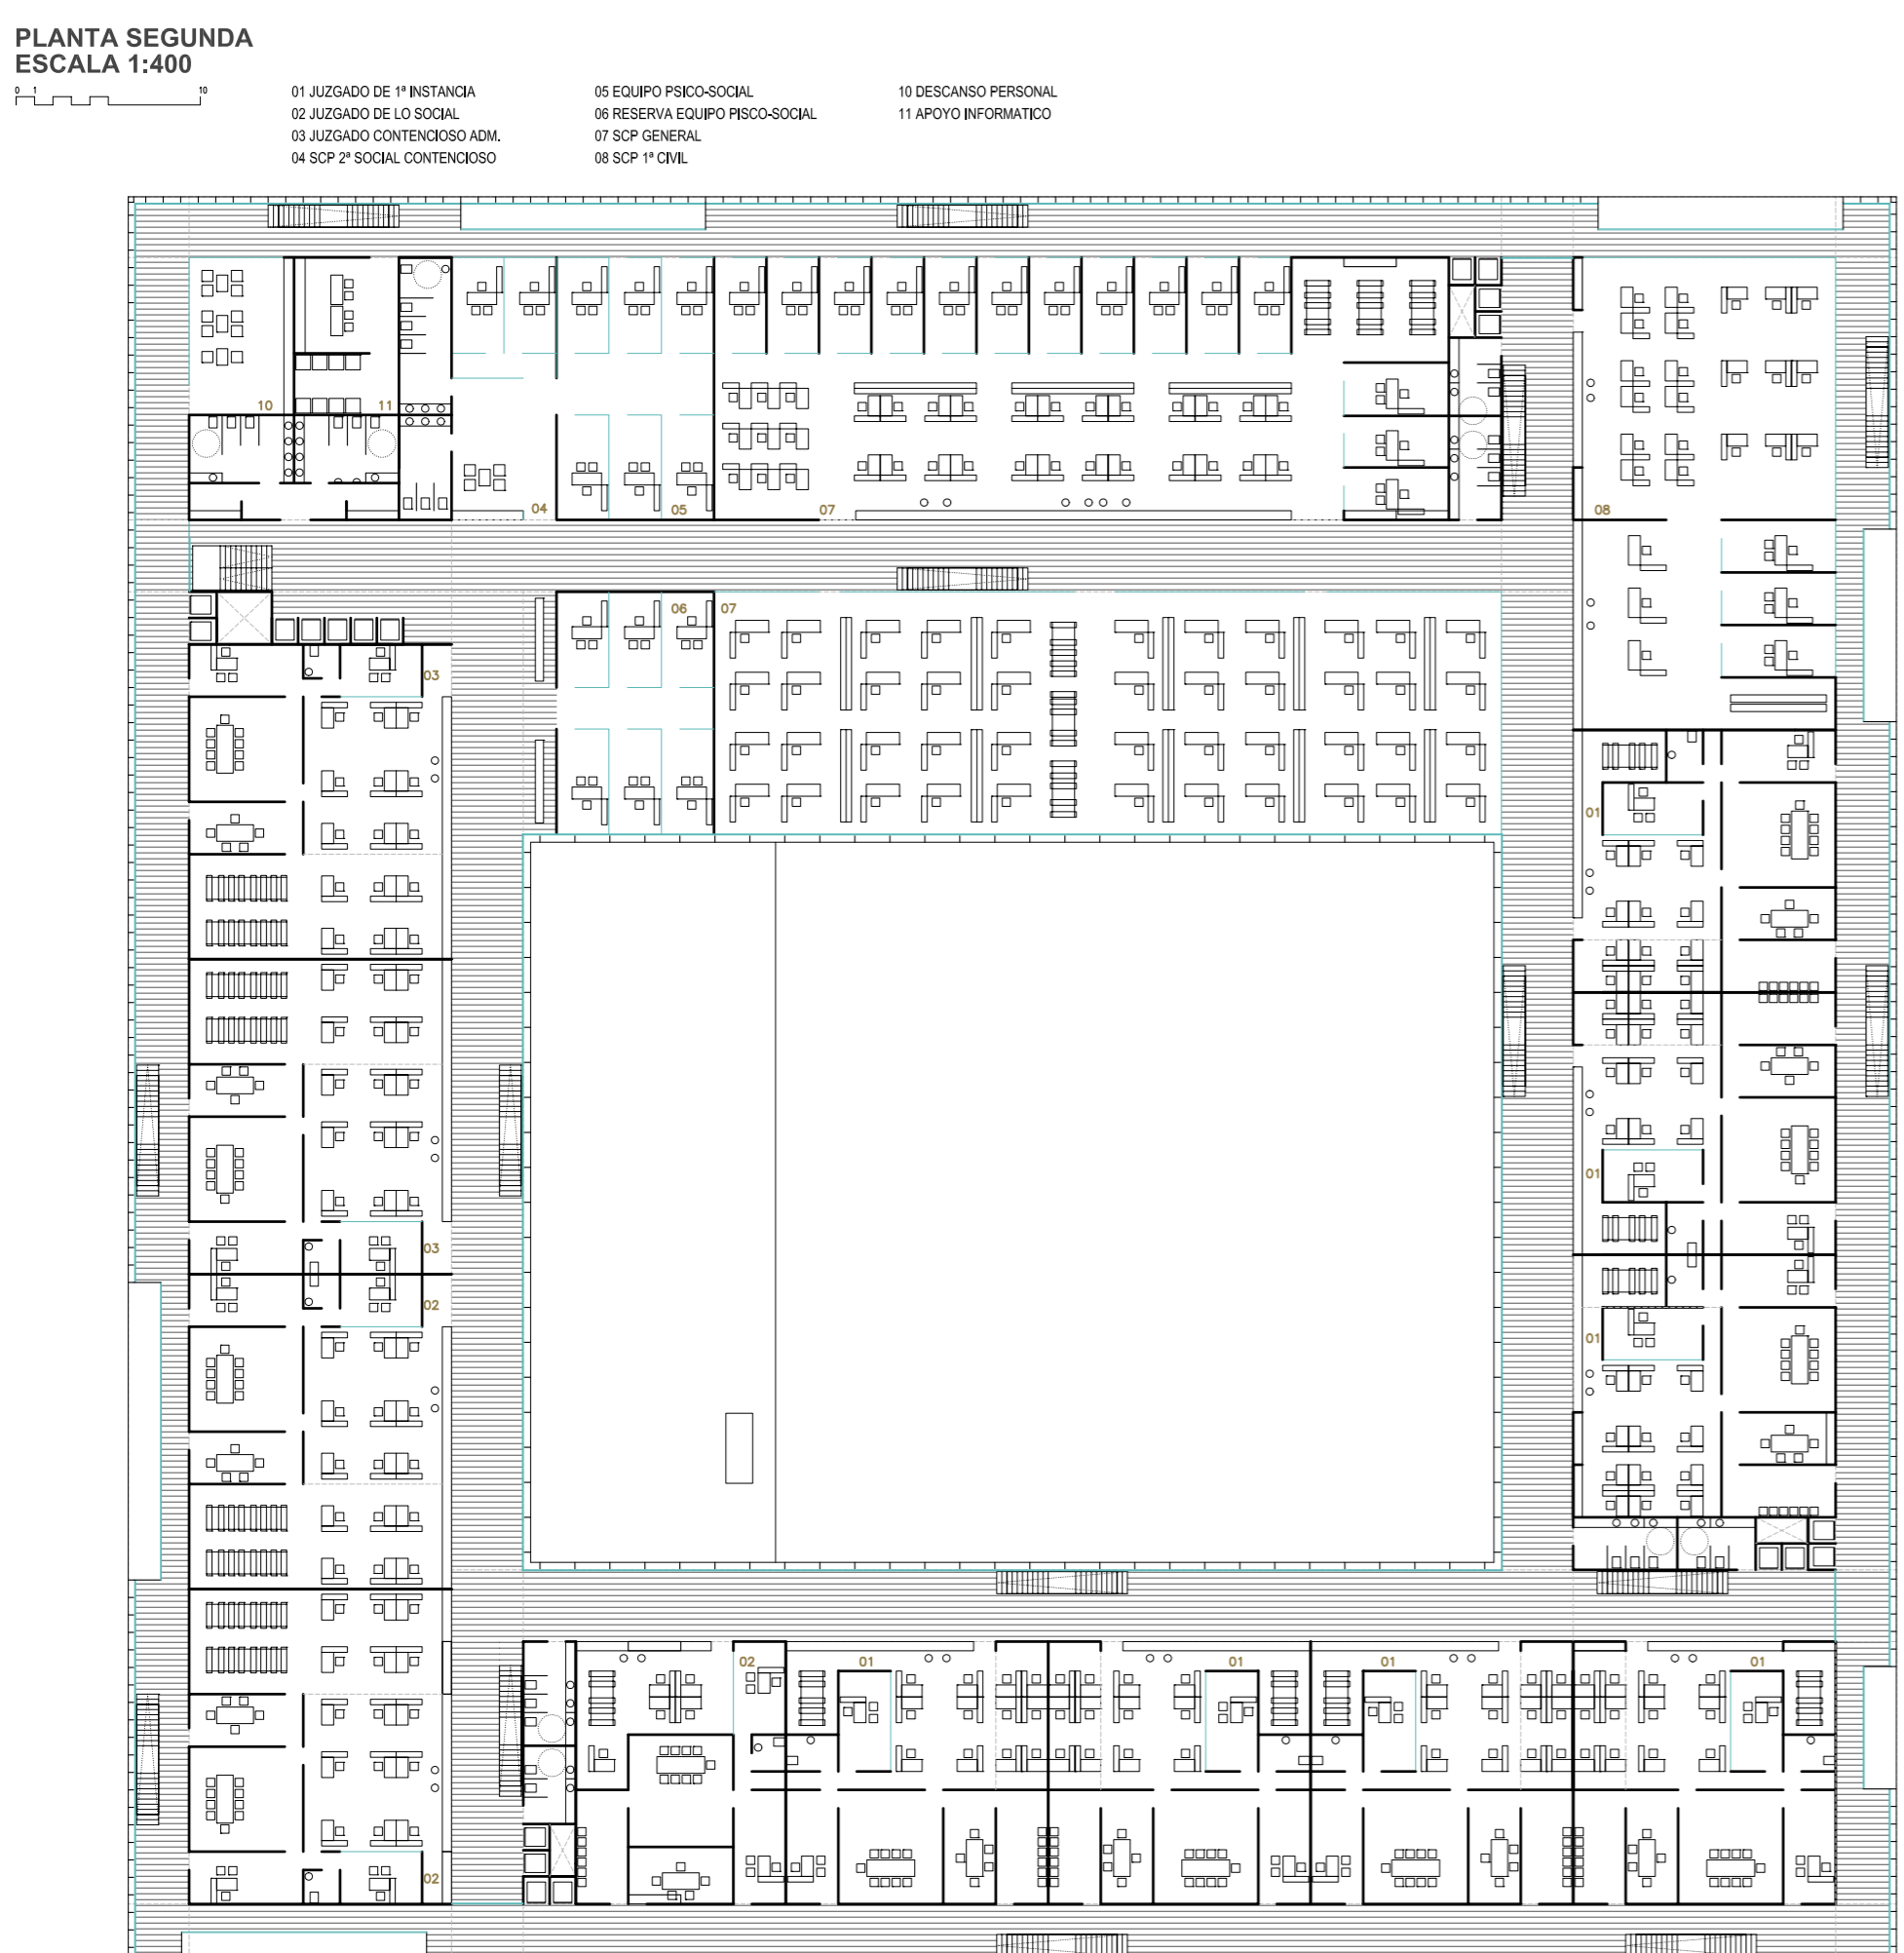 PLANTA SEGUNDA
ESCALA 1:400
0 1 10
01 JUZGADO DE 1ª INSTANCIA
02 JUZGADO DE LO SOCIAL
03 JUZGADO CONTENCIOSO ADM.
04 SCP 2ª SOCIAL CONTENCIOSO
05 EQUIPO PSICO-SOCIAL
06 RESERVA EQUIPO PISCO-SOCIAL
07 SCP GENERAL
08 SCP 1ª CIVIL
10 DESCANSO PERSONAL
11 APOYO INFORMATICO
10 11
04 05 07 08
06 07
03
01
01
03
02
01
02 01 01 01 01
02